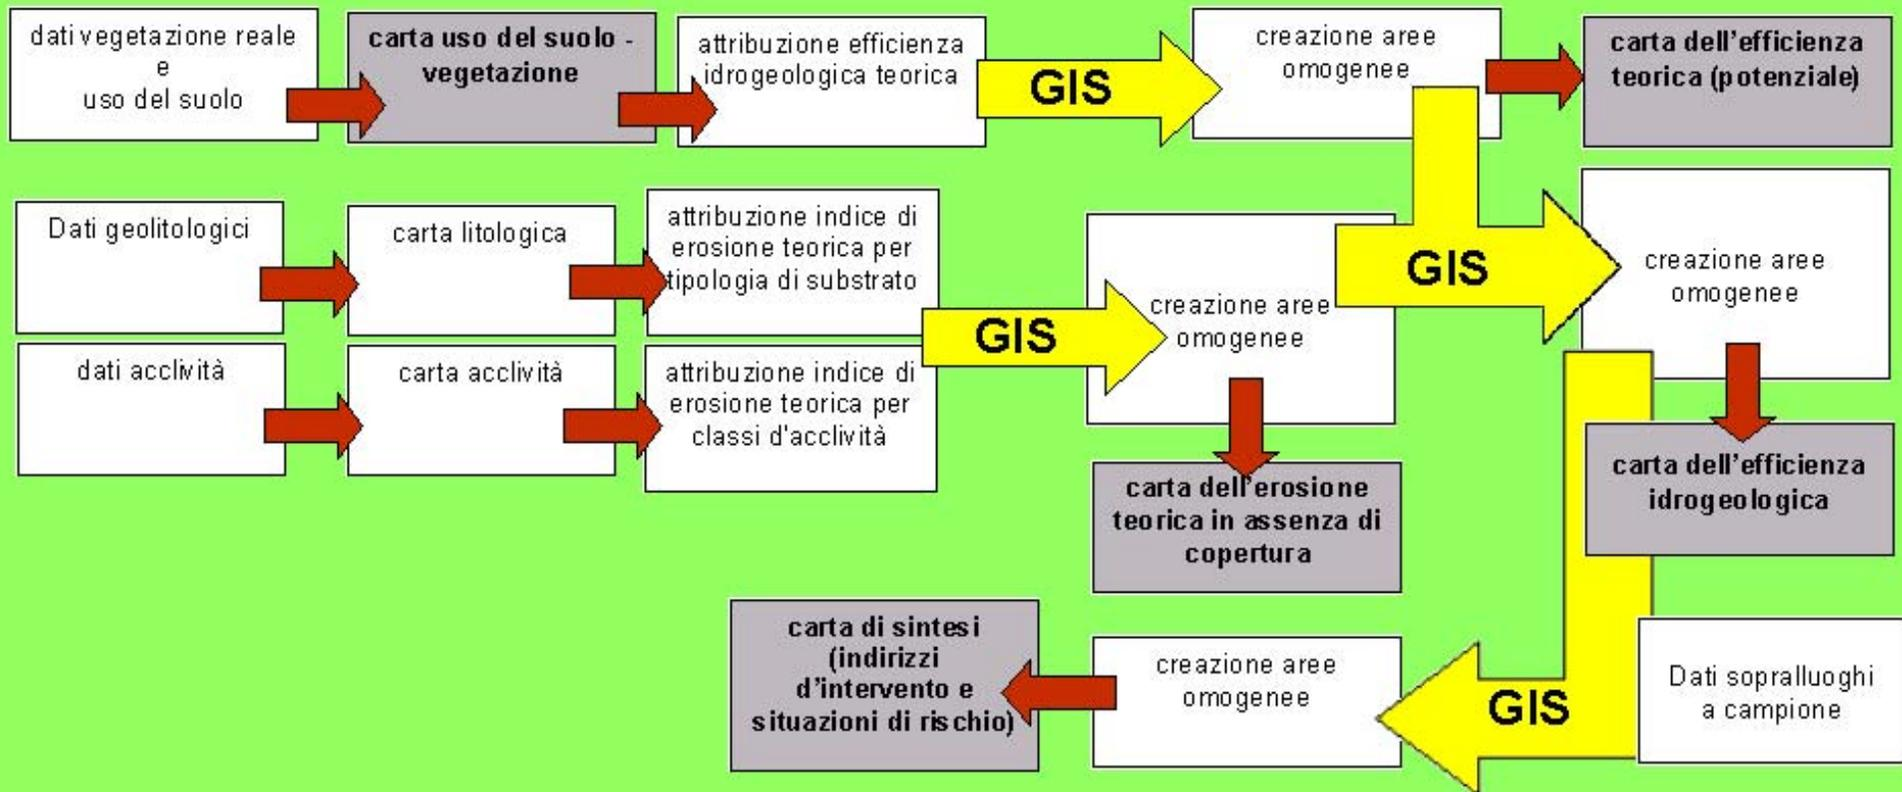 dati vegetazione reale
e
uso del suolo
carta uso del suolo -
vegetazione
attribuzione efficienza
idrogeologica teorica
GIS
creazione aree
omogenee
carta dell'efficienza
teorica (potenziale)
Dati geolitologici
carta litologica
attribuzione indice di
erosione teorica per
tipologia di substrato
dati acclività
carta acclività
attribuzione indice di
erosione teorica per
classi d'acclività
GIS
creazione aree
omogenee
GIS
creazione aree
omogenee
carta dell'erosione
teorica in assenza di
copertura
carta dell'efficienza
idrogeologica
carta di sintesi
(indirizzi
d'intervento e
situazioni di rischio)
creazione aree
omogenee
GIS
Dati sopralluoghi
a campione